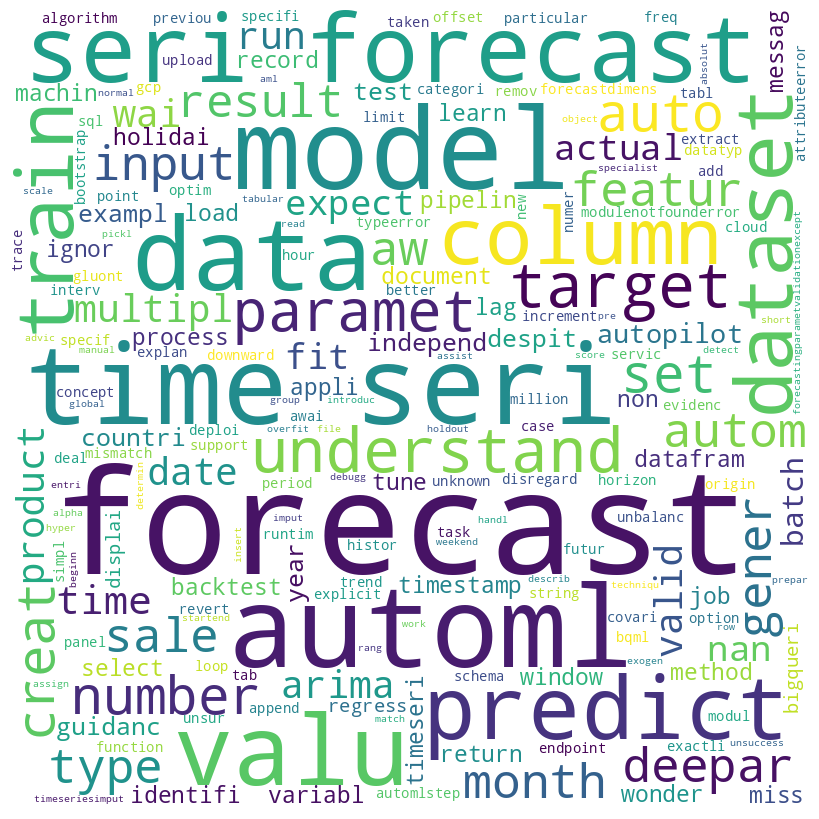 algorithm previou specifi offset taken particular freq
seri forecast
run record upload gcp aml normal
messag absolut
machin wai result test categori remov forecastdimens tabl auto
sql holidai limit learn object extract attributeerror
train bootstrap input model actual specialist datatyp dataset
scale point optim tabular expect pipelin new numer featur add
exampl load read typeerror modulenotfounderror cloud
trace ignor pickl hour data aw column
gluont document target
interv multipl paramet lag better increment pre short
advic specif process independ despit autopilot detect
manual explan downward fit assist score servic
time seri
concept appli group introduc million set non evidenc
global awai
countri deploi overfit file holdout case autom
mismatch support understand
deal date period tune unknown disregard horizon datafram origin
entri determin debugg
creat product alpha displai forecast batch
hyper simpl runtim imput task handl unbalanc
beginn insert histor weekend futur valid gener
backtest year trend timestamp describ techniqu prepar
time revert explicit string covari job
startend automl work bqml option row
panel sale loop rang exogen nan
select tab arima schema window method bigqueri
assign number append regress timeseri predict match
guidanc unsur modul
function return endpoint exactli unsuccess
type valu deepar
month
timeseriesimput identifi variabl automlstep wonder miss
forecastingparametvalidationexcept